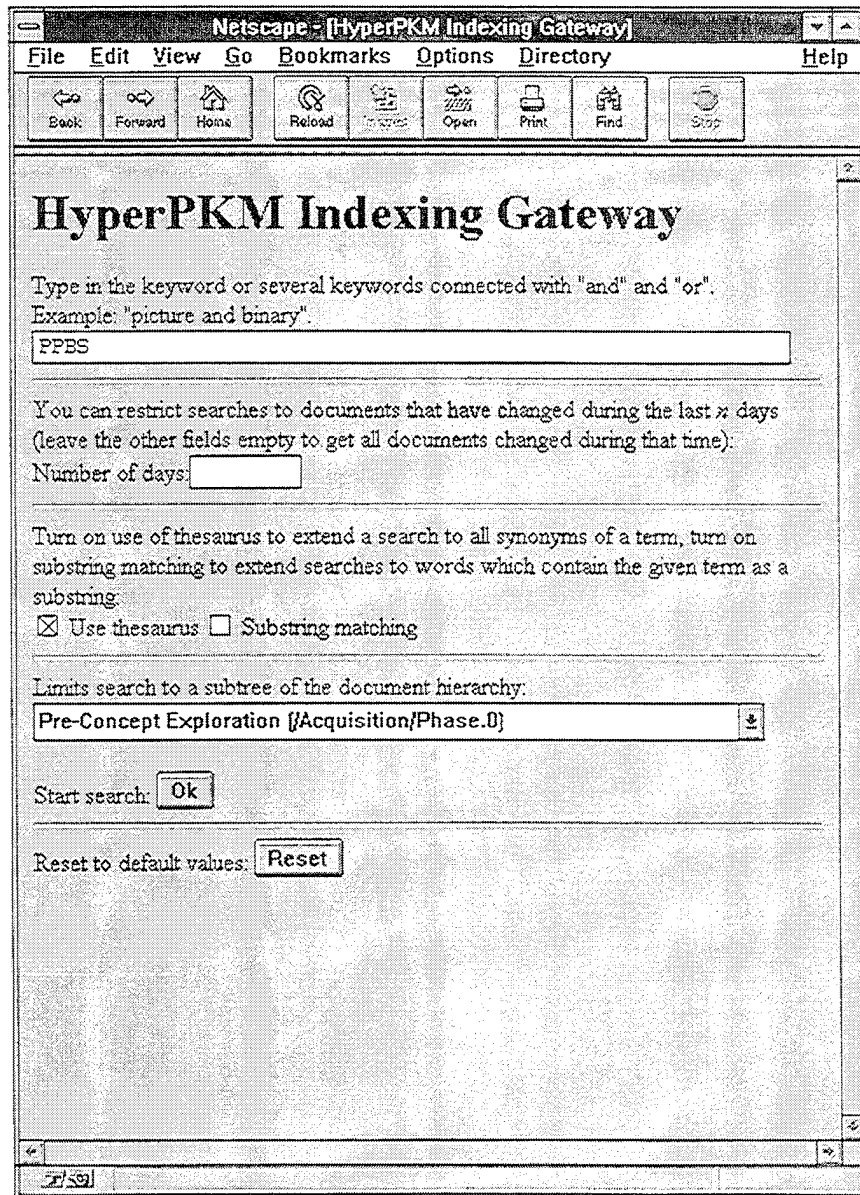 Netscape - [HyperPKM Indexing Gateway]
File Edit View Go Bookmarks Options Directory Help
Back Forward Home Reload Images Open Print Find Stop
HyperPKM Indexing Gateway
Type in the keyword or several keywords connected with "and" and "or".
Example: "picture and binary".
PPBS
You can restrict searches to documents that have changed during the last n days
(leave the other fields empty to get all documents changed during that time):
Number of days:
Turn on use of thesaurus to extend a search to all synonyms of a term, turn on
substring matching to extend searches to words which contain the given term as a
substring:
Use thesaurus Substring matching
Limits search to a subtree of the document hierarchy:
Pre-Concept Exploration (/Acquisition/Phase.0)
Start search: Ok
Reset to default values: Reset